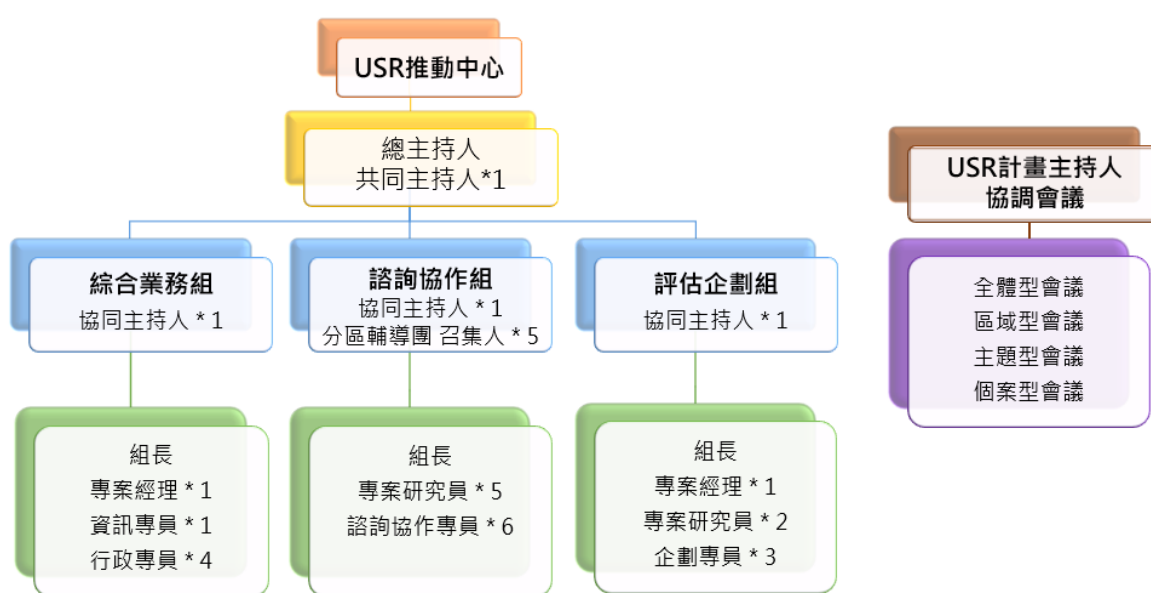 USR推動中心
總主持人
共同主持人*1
綜合業務組
協同主持人 * 1
諮詢協作組
協同主持人 * 1
分區輔導團 召集人 * 5
評估企劃組
協同主持人 * 1
組長
專案經理 * 1
資訊專員 * 1
行政專員 * 4
組長
專案研究員 * 5
諮詢協作專員 * 6
組長
專案經理 * 1
專案研究員 * 2
企劃專員 * 3
USR計畫主持人
協調會議
全體型會議
區域型會議
主題型會議
個案型會議